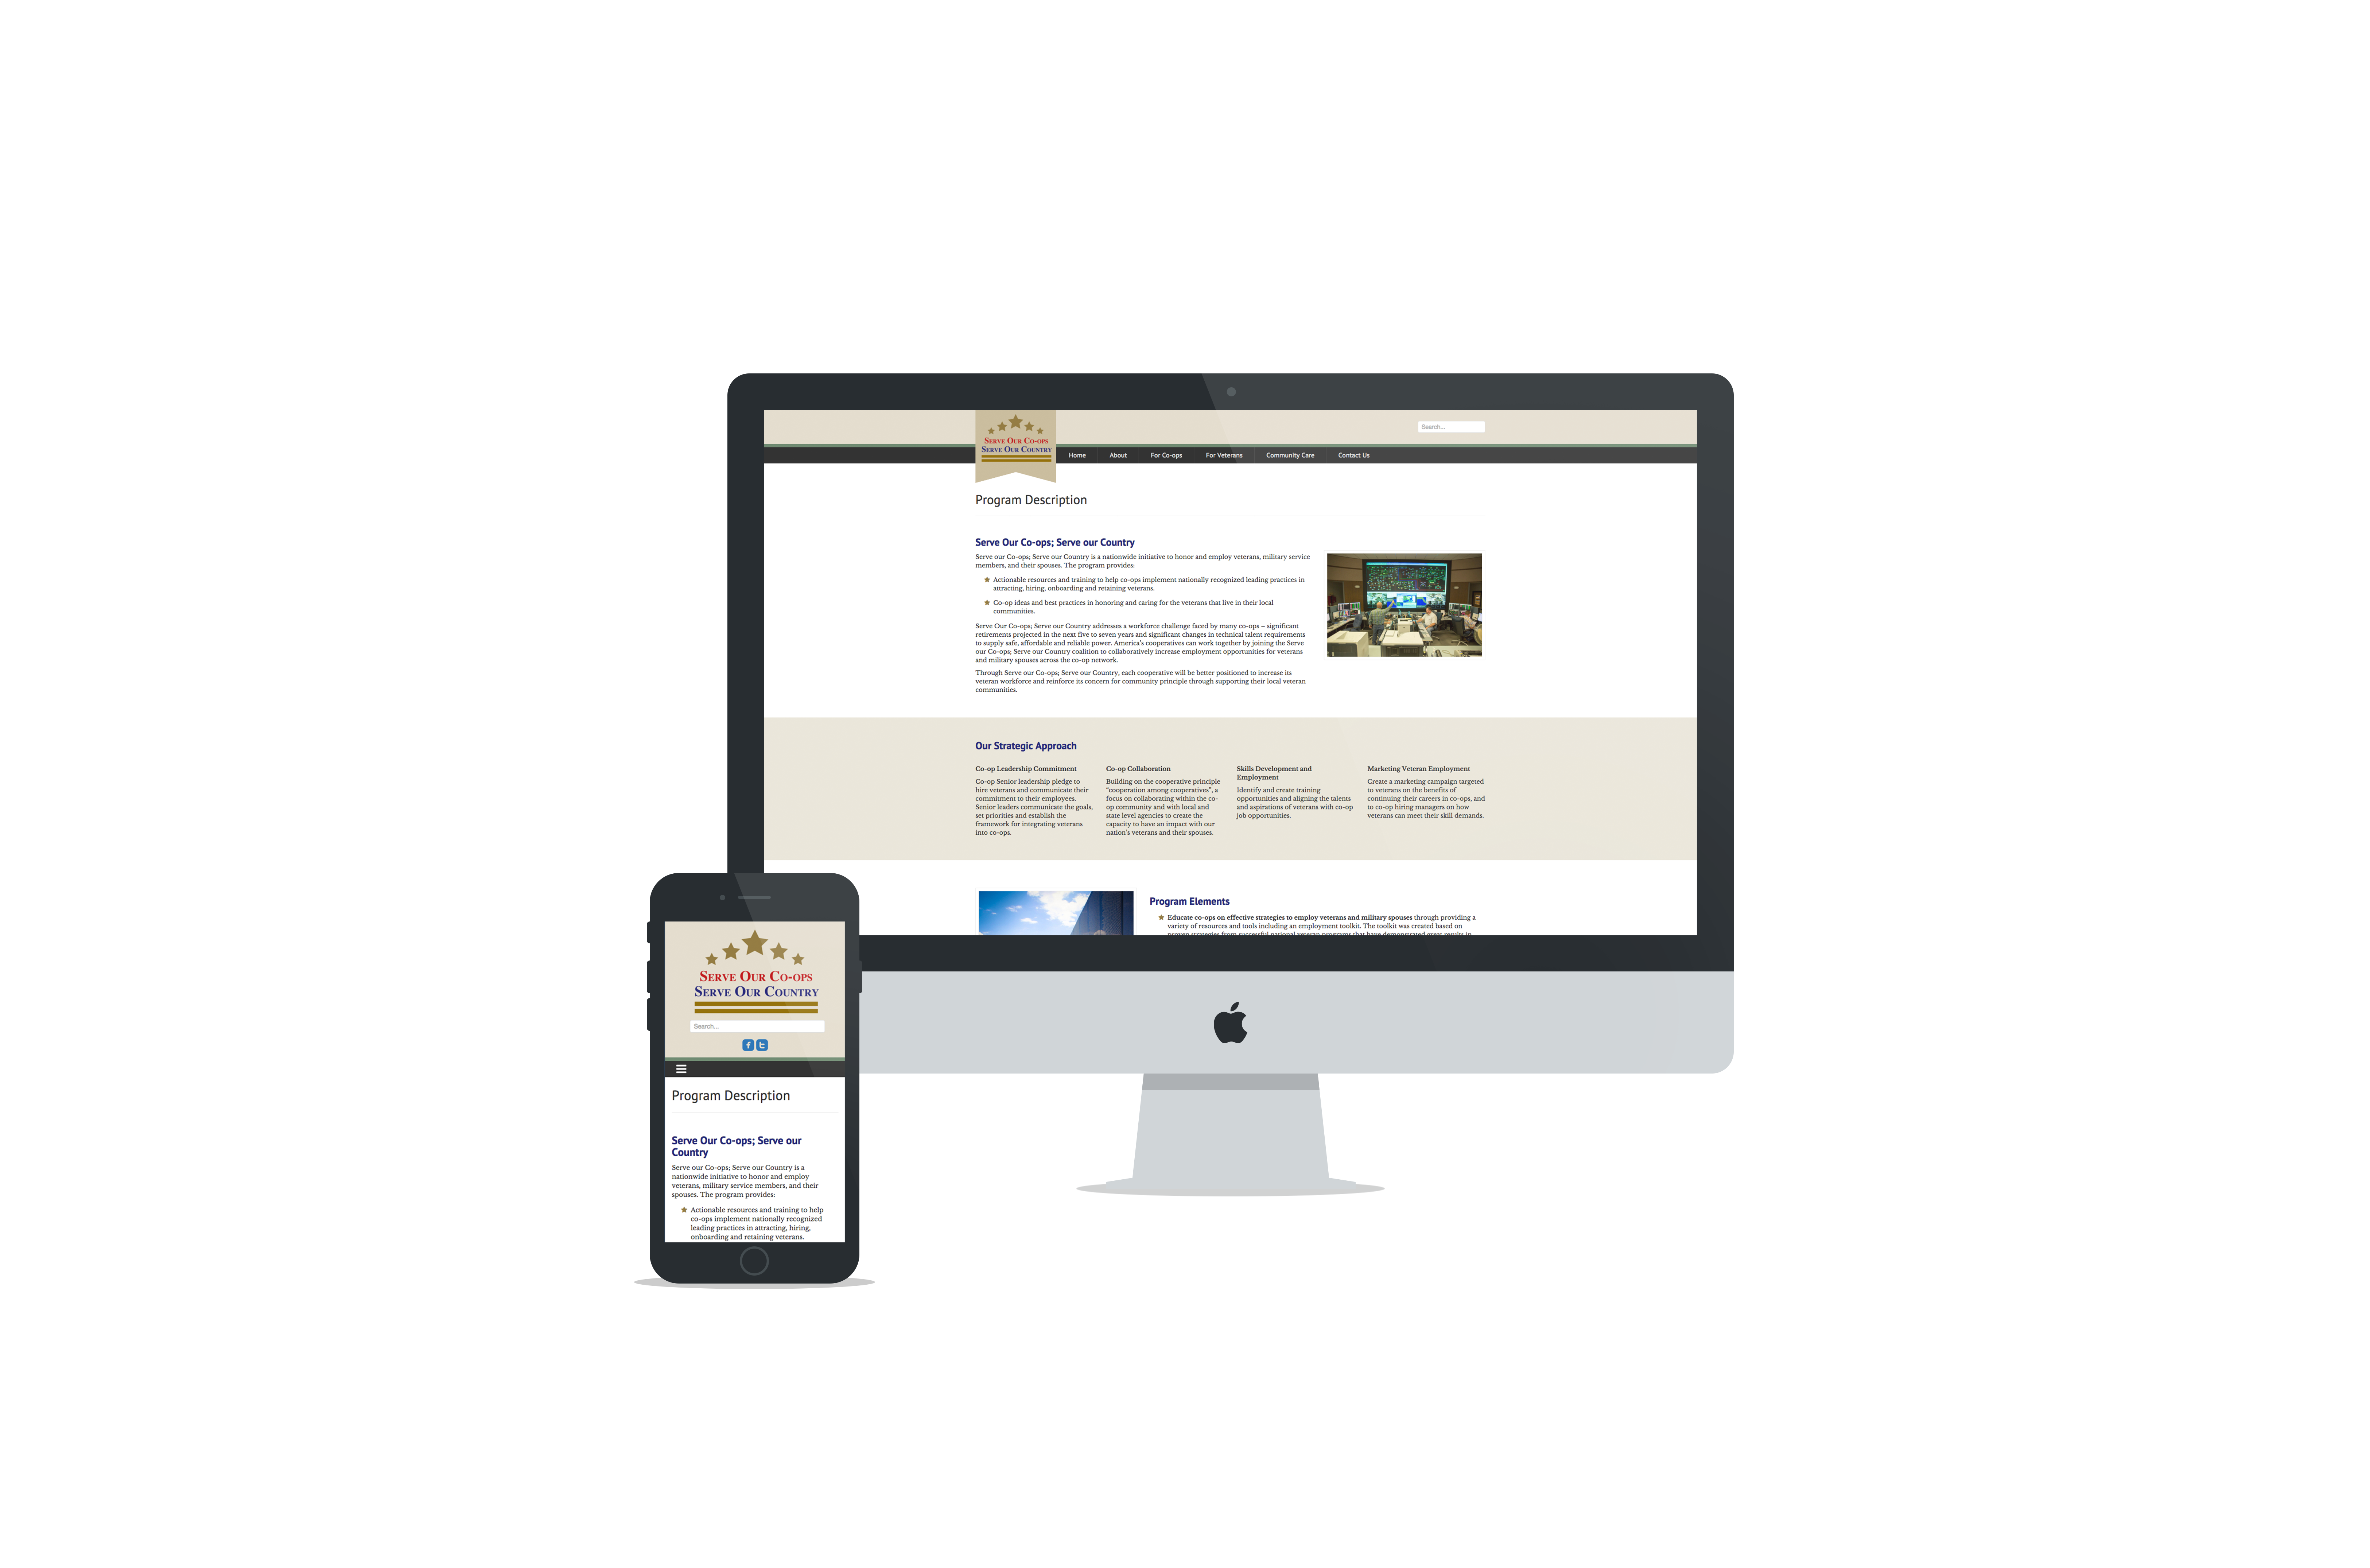 Serve Our Co-ops
Serve Our Country
Search...
Home About For Co-ops For Veterans Community Care Contact Us
Program Description
Serve Our Co-ops; Serve our Country
Serve our Co-ops; Serve our Country is a nationwide initiative to honor and employ veterans, military service
members, and their spouses. The program provides:
Actionable resources and training to help co-ops implement nationally recognized leading practices in
attracting, hiring, onboarding and retaining veterans.
Co-op ideas and best practices in honoring and caring for the veterans that live in their local
communities.
Serve Our Co-ops; Serve our Country addresses a workforce challenge faced by many co-ops – significant
retirements projected in the next five to seven years and significant changes in technical talent requirements
to supply safe, affordable and reliable power. America's cooperatives can work together by joining the Serve
our Co-ops; Serve our Country coalition to collaboratively increase employment opportunities for veterans
and military spouses across the co-op network.
Through Serve our Co-ops; Serve our Country, each cooperative will be better positioned to increase its
veteran workforce and reinforce its concern for community principle through supporting their local veteran
communities.
Our Strategic Approach
Co-op Leadership Commitment
Co-op Senior leadership pledge to
hire veterans and communicate their
commitment to their employees.
Senior leaders communicate the goals,
set priorities and establish the
framework for integrating veterans
into co-ops.
Co-op Collaboration
Building on the cooperative principle
"cooperation among cooperatives", a
focus on collaborating within the co-
op community and with local and
state level agencies to create the
capacity to have an impact with our
nation's veterans and their spouses.
Skills Development and
Employment
Identify and create training
opportunities and aligning the talents
and aspirations of veterans with co-op
job opportunities.
Marketing Veteran Employment
Create a marketing campaign targeted
to veterans on the benefits of
continuing their careers in co-ops, and
to co-op hiring managers on how
veterans can meet their skill demands.
Program Elements
Educate co-ops on effective strategies to employ veterans and military spouses through providing a
variety of resources and tools including an employment toolkit. The toolkit was created based on
proven strategies from successful national veteran programs that have demonstrated great results in
Serve Our Co-ops
Serve Our Country
Search...
Program Description
Serve Our Co-ops; Serve our
Country
Serve our Co-ops; Serve our Country is a
nationwide initiative to honor and employ
veterans, military service members, and their
spouses. The program provides:
Actionable resources and training to help
co-ops implement nationally recognized
leading practices in attracting, hiring,
onboarding and retaining veterans.